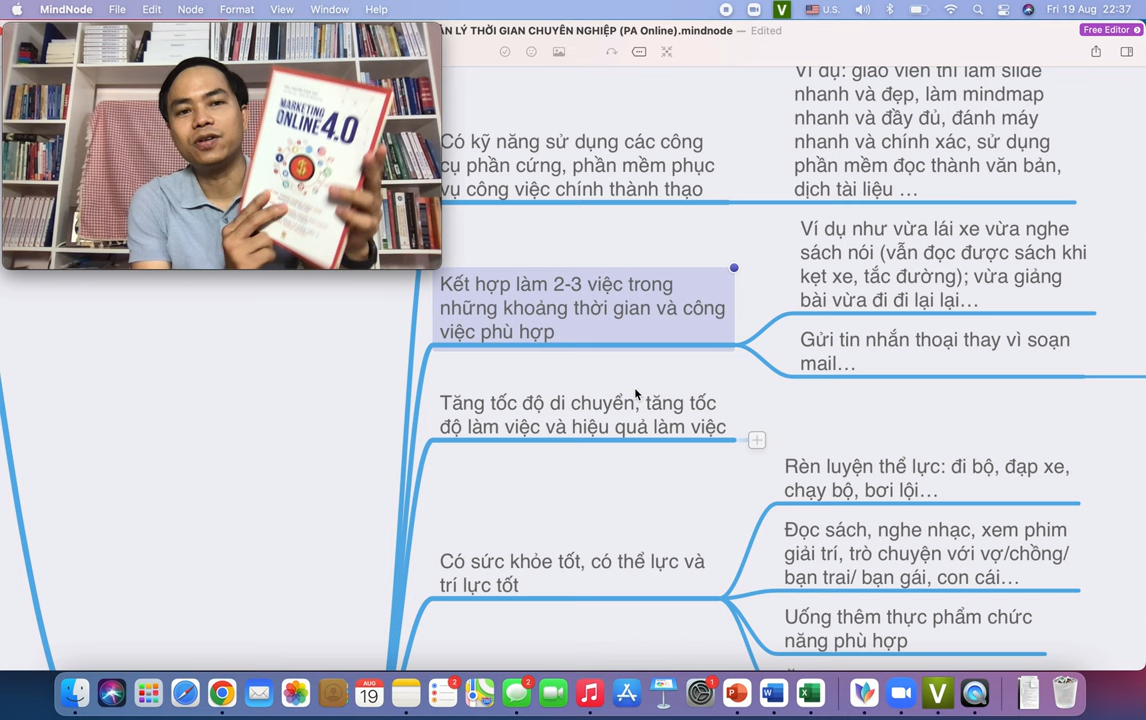 MindNode File Edit Node Format View Window Help U.S. Fri 19 Aug 22:37
ẢN LÝ THỜI GIAN CHUYÊN NGHIỆP (PA Online).mindnode — Edited
Free Editor
MARKETING
ONLINE 4.0
Có kỹ năng sử dụng các công
cụ phần cứng, phần mềm phục
vụ công việc chính thành thạo
Ví dụ: giáo viên thì làm slide
nhanh và đẹp, làm mindmap
nhanh và đầy đủ, đánh máy
nhanh và chính xác, sử dụng
phần mềm đọc thành văn bản,
dịch tài liệu …
Kết hợp làm 2-3 việc trong
những khoảng thời gian và công
việc phù hợp
Ví dụ như vừa lái xe vừa nghe
sách nói (vẫn đọc được sách khi
kẹt xe, tắc đường); vừa giảng
bài vừa đi đi lại lại…
Gửi tin nhắn thoại thay vì soạn
mail…
Tăng tốc độ di chuyển, tăng tốc
độ làm việc và hiệu quả làm việc
Có sức khỏe tốt, có thể lực và
trí lực tốt
Rèn luyện thể lực: đi bộ, đạp xe,
chạy bộ, bơi lội…
Đọc sách, nghe nhạc, xem phim
giải trí, trò chuyện với vợ/chồng/
bạn trai/ bạn gái, con cái…
Uống thêm thực phẩm chức
năng phù hợp
AUG
19
2
2
1